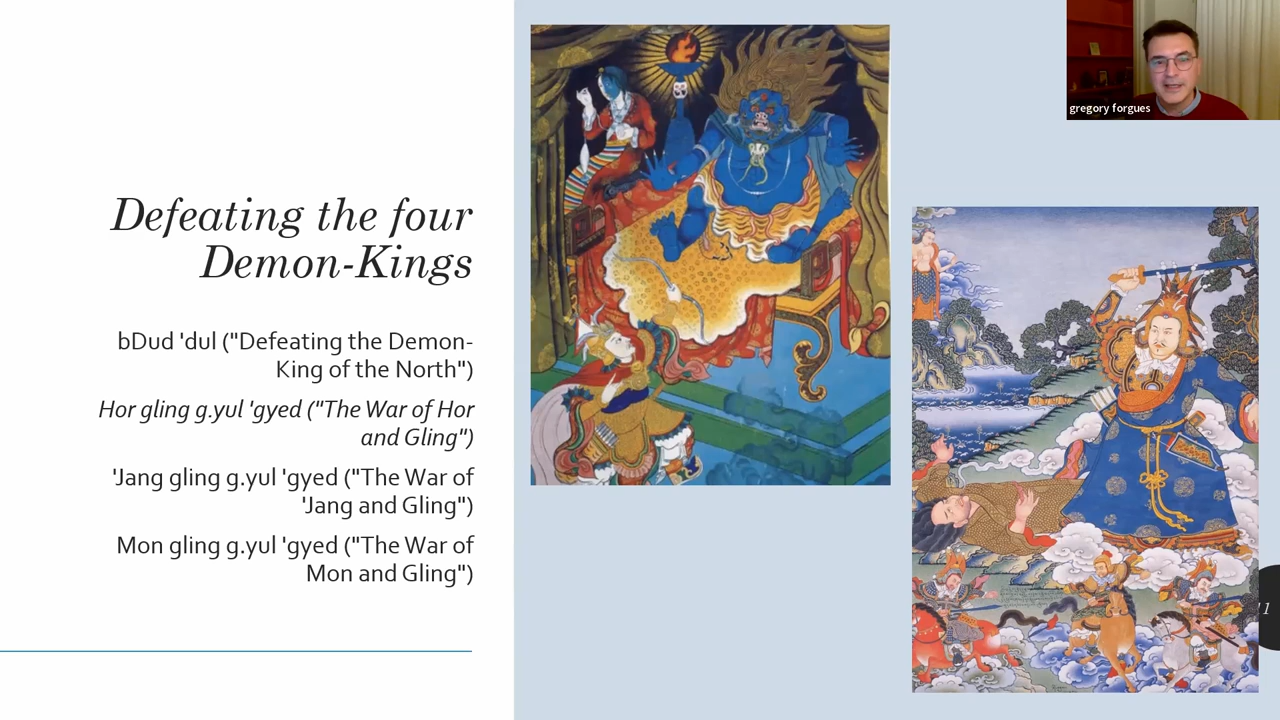 Defeating the four
Demon-Kings
bDud 'dul ("Defeating the Demon-
King of the North")
Hor gling g.yul 'gyed ("The War of Hor
and Gling")
'Jang gling g.yul 'gyed ("The War of
'Jang and Gling")
Mon gling g.yul 'gyed ("The War of
Mon and Gling")
gregory forgues